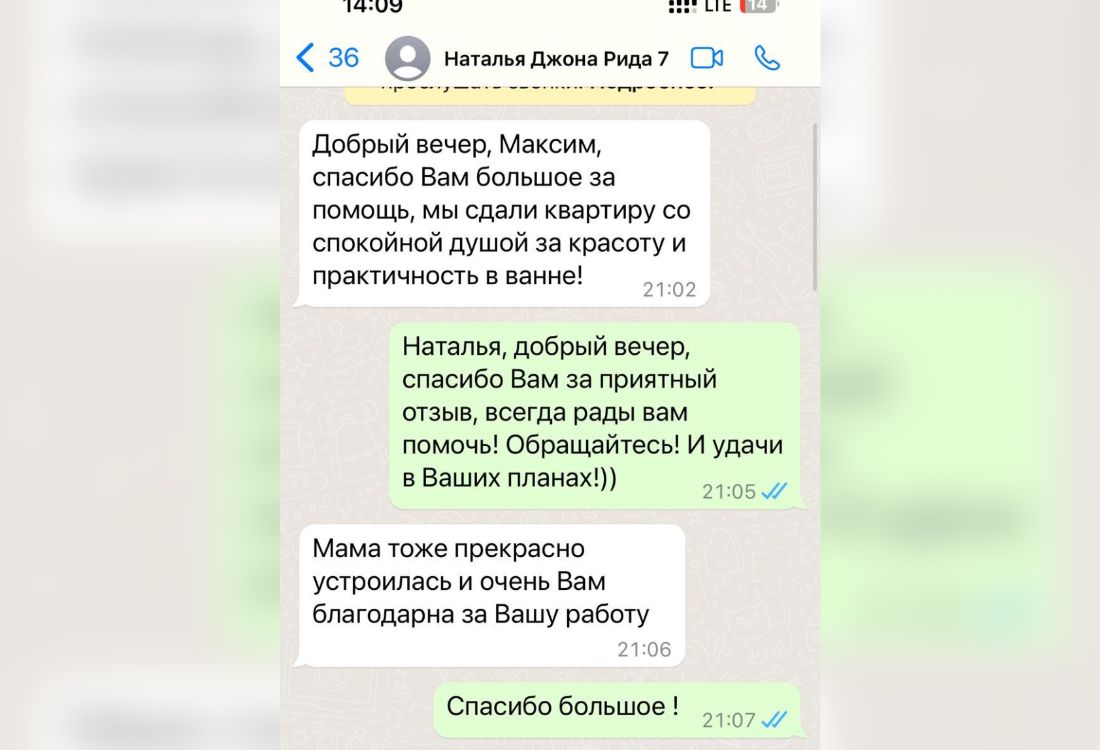 14:09 LTE 14
36 Наталья Джона Рида 7
прослушать звонки. Подробнее.
Добрый вечер, Максим,
спасибо Вам большое за
помощь, мы сдали квартиру со
спокойной душой за красоту и
практичность в ванне!
21:02
Наталья, добрый вечер,
спасибо Вам за приятный
отзыв, всегда рады вам
помочь! Обращайтесь! И удачи
в Ваших планах!))
21:05
Мама тоже прекрасно
устроилась и очень Вам
благодарна за Вашу работу
21:06
Спасибо большое !
21:07